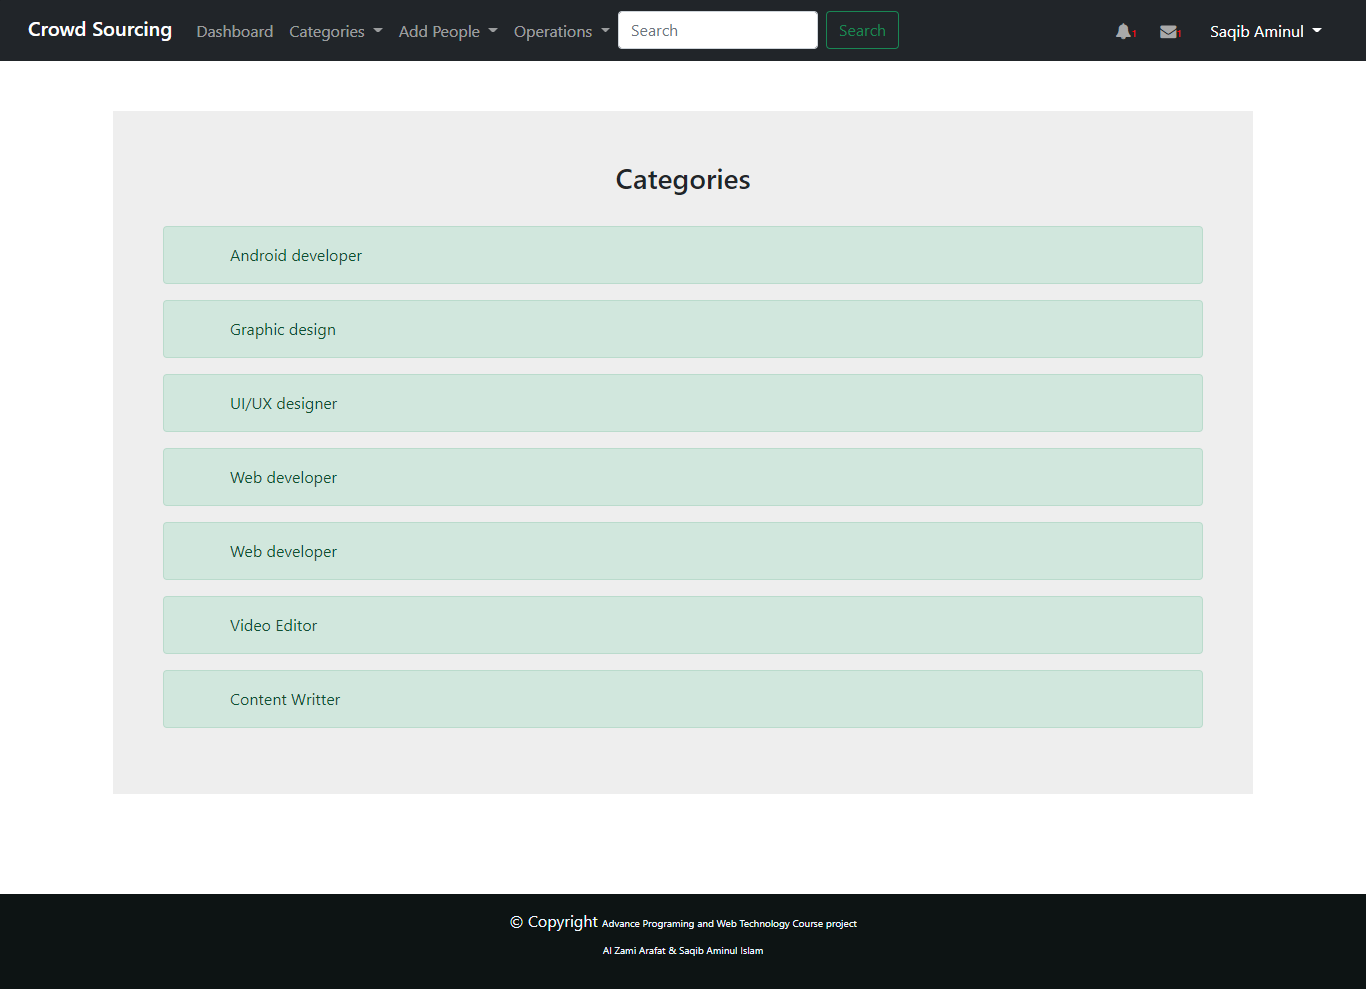 Crowd Sourcing Dashboard Categories Add People Operations Search Search 1 1 Saqib Aminul
Categories
Android developer
Graphic design
UI/UX designer
Web developer
Web developer
Video Editor
Content Writter
© Copyright Advance Programing and Web Technology Course project
Al Zami Arafat & Saqib Aminul Islam